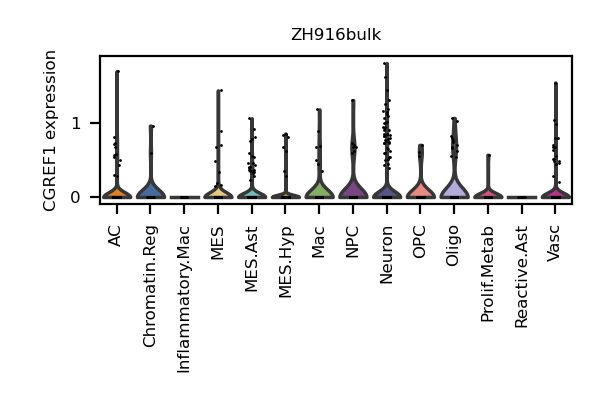 ZH916bulk
CGREF1 expression
1
0
AC
Chromatin.Reg
Inflammatory.Mac
MES
MES.Ast
MES.Hyp
Mac
NPC
Neuron
OPC
Oligo
Prolif.Metab
Reactive.Ast
Vasc